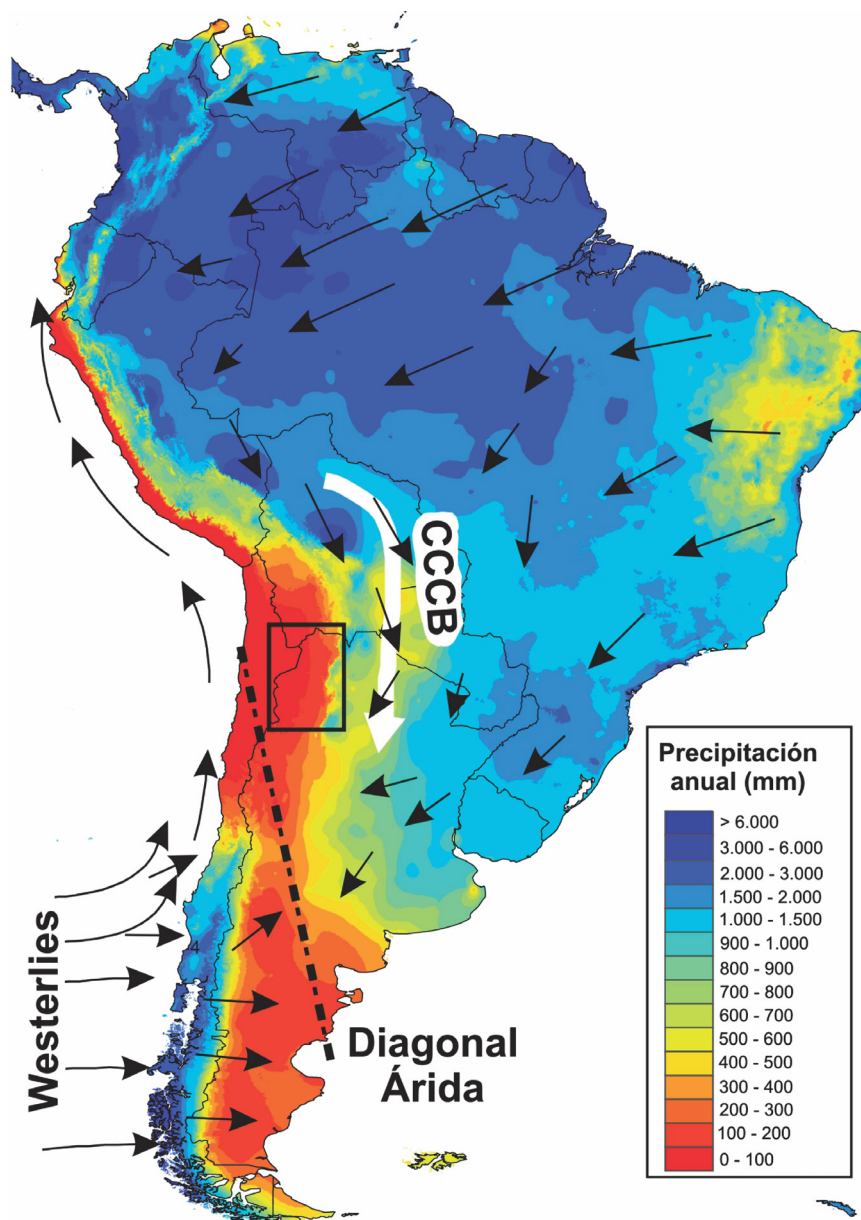 CCCB
Westerlies
4
Diagonal
Árida
Precipitación
anual (mm)
> 6.000
3.000 - 6.000
2.000 - 3.000
1.500 - 2.000
1.000 - 1.500
900 - 1.000
800 - 900
700 - 800
600 - 700
500 - 600
400 - 500
300 - 400
200 - 300
100 - 200
0 - 100